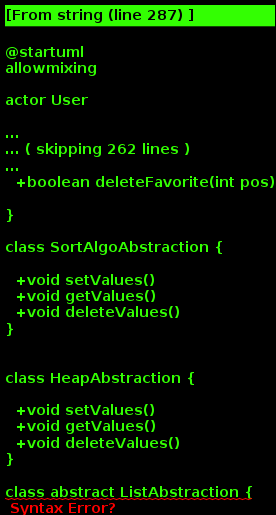 [From string (line 287) ]
@startuml
allowmixing
actor User
...
... ( skipping 262 lines )
...
+boolean deleteFavorite(int pos)
}
class SortAlgoAbstraction {
+void setValues()
+void getValues()
+void deleteValues()
}
class HeapAbstraction {
+void setValues()
+void getValues()
+void deleteValues()
}
class abstract ListAbstraction {
Syntax Error?